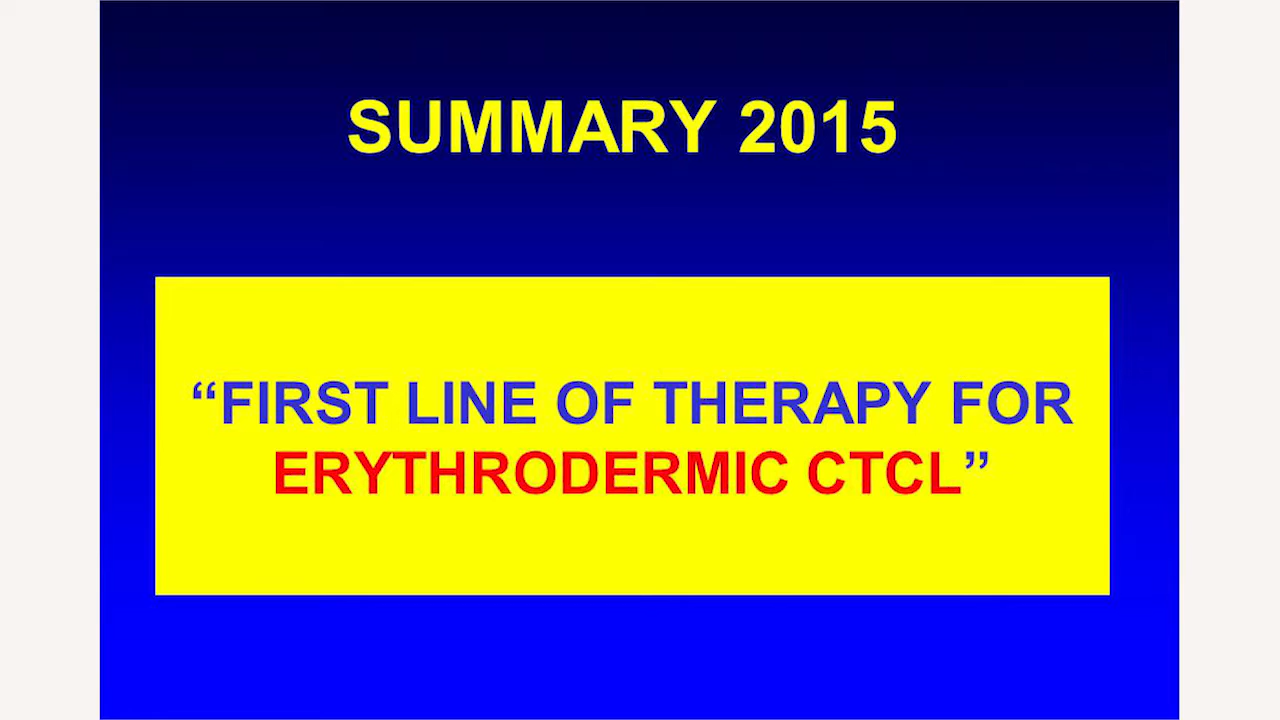 SUMMARY 2015
“FIRST LINE OF THERAPY FOR
ERYTHRODERMIC CTCL”